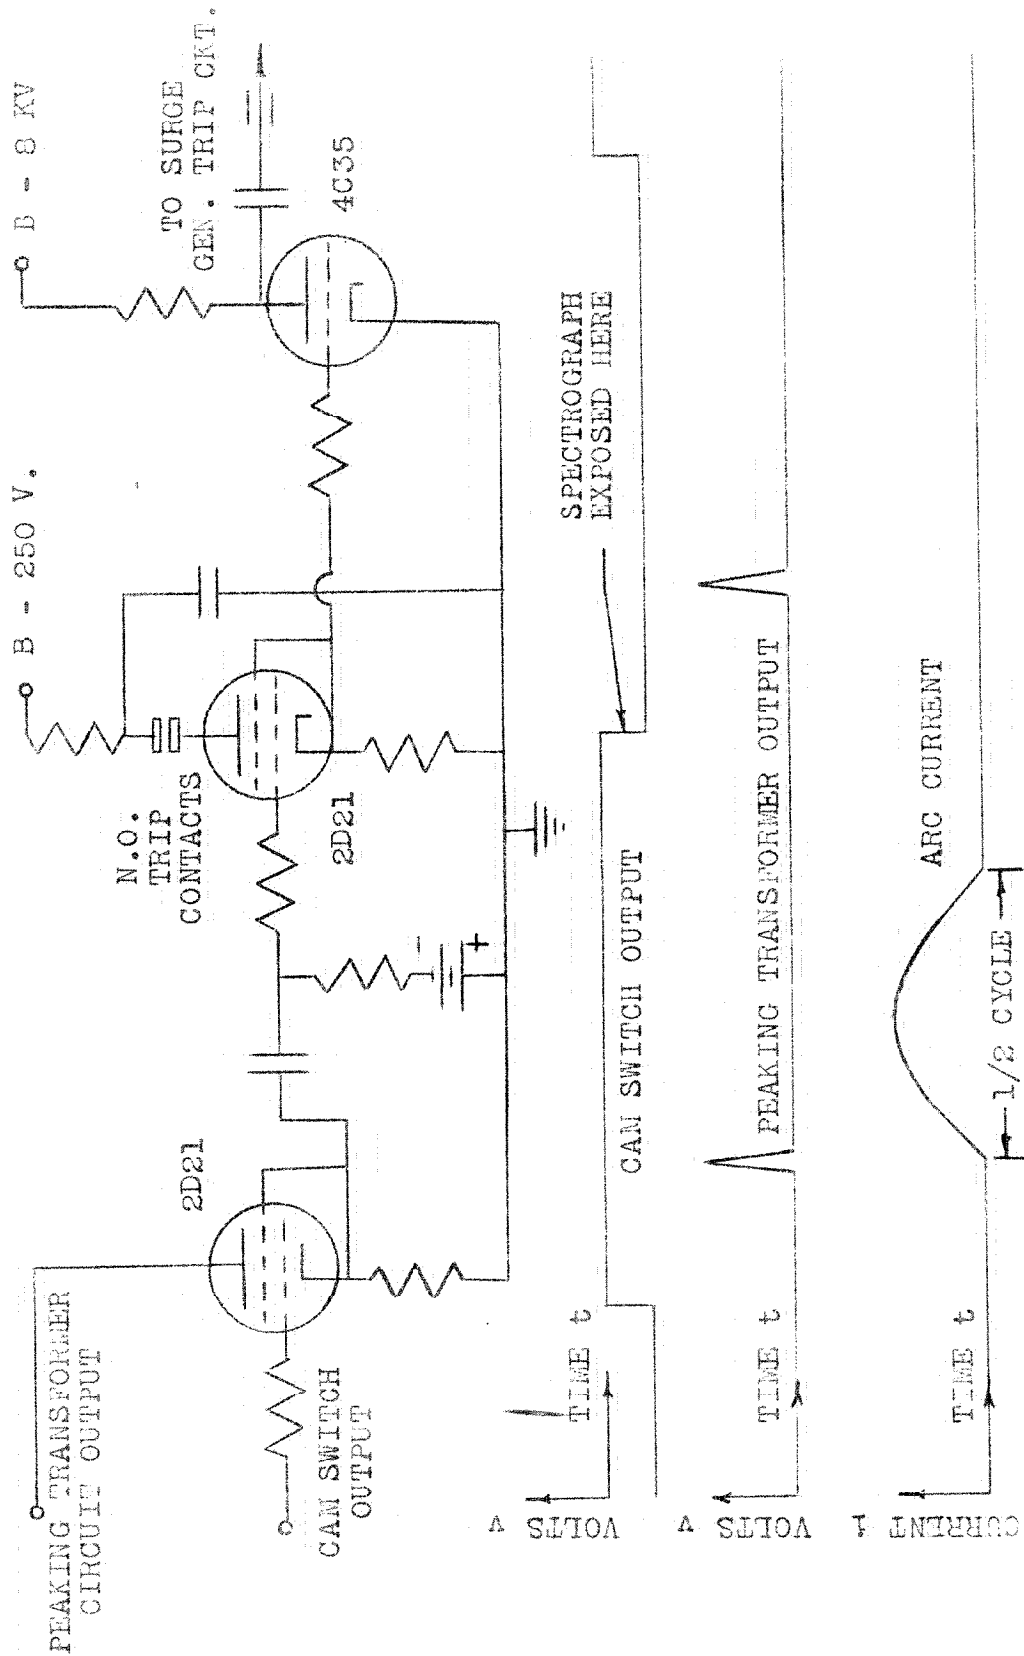 B - 8 KV
TO SURGE
GEN. TRIP CKT.
4C35
B - 250 V.
N.O.
TRIP
CONTACTS
2D21
- +
2D21
PEAKING TRANSFORMER
CIRCUIT OUTPUT
CAM SWITCH
OUTPUT
SPECTROGRAPH
EXPOSED HERE
CAM SWITCH OUTPUT
VOLTS v
TIME t
PEAKING TRANSFORMER OUTPUT
VOLTS v
TIME t
ARC CURRENT
1/2 CYCLE
CURRENT i
TIME t